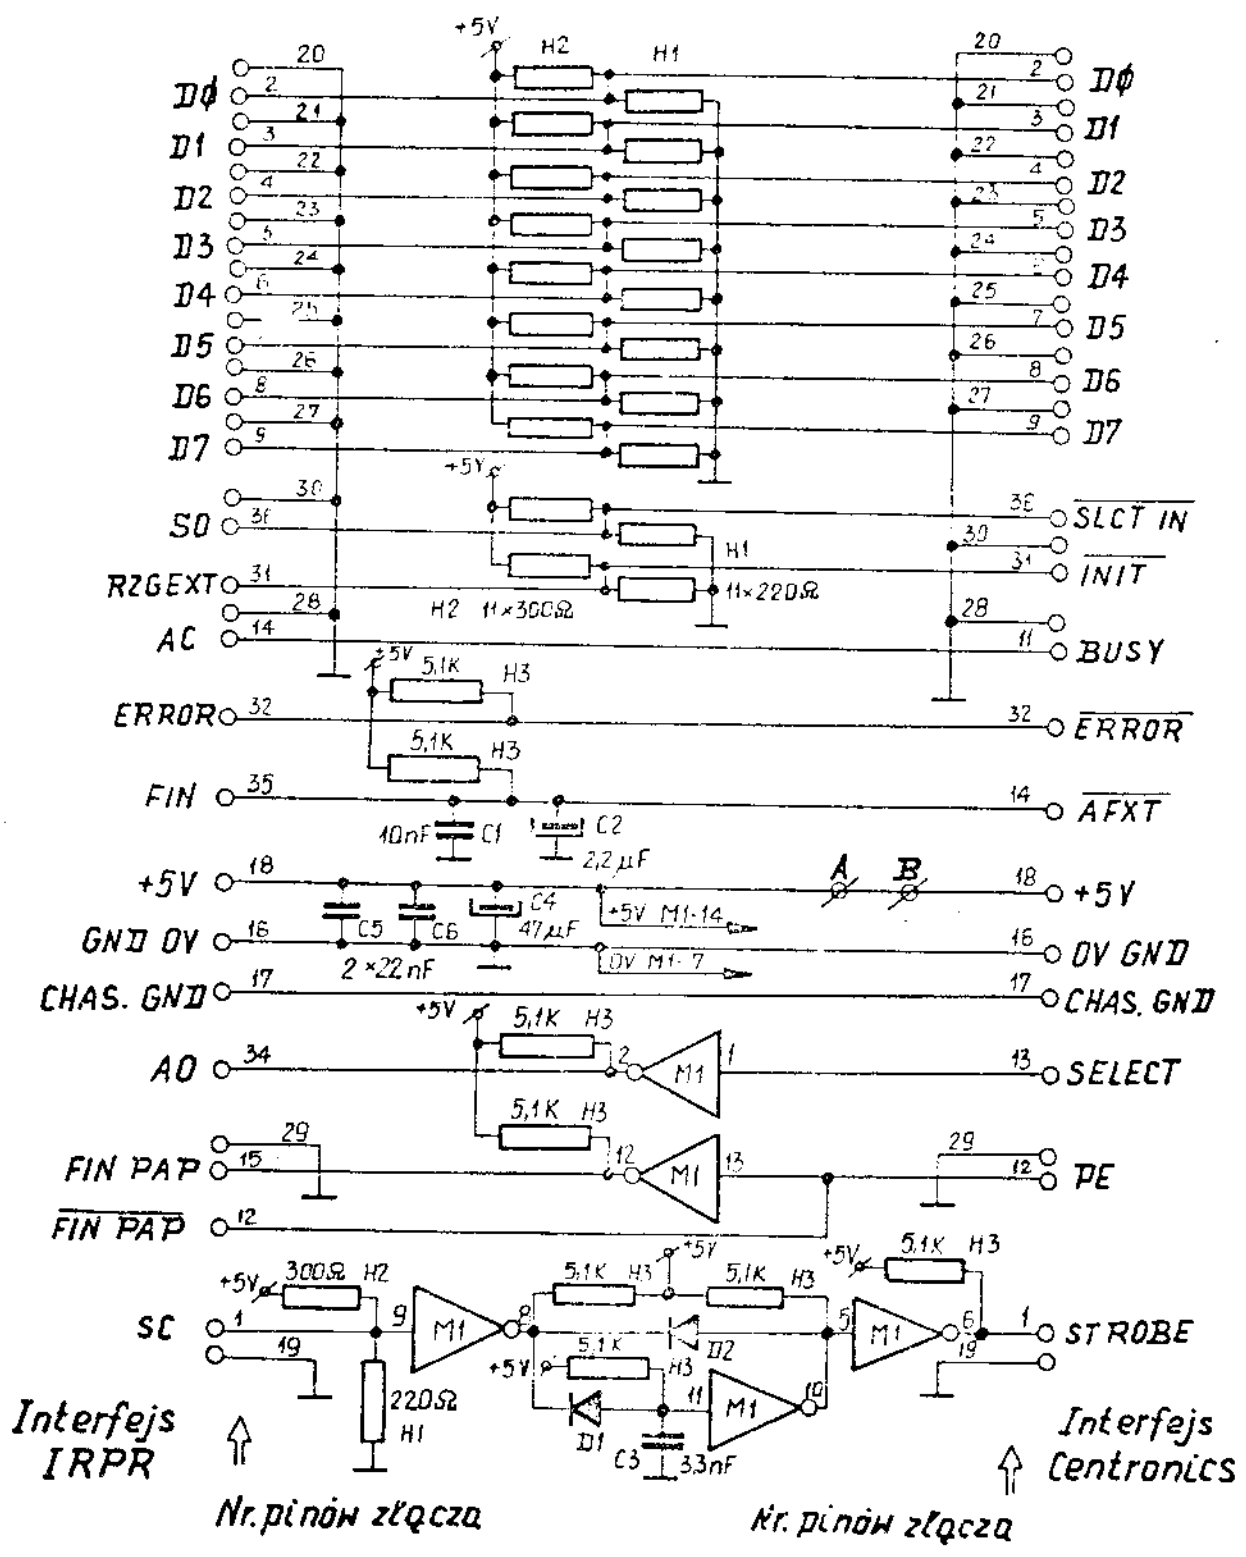 +5V H2 H1
20 20
DØ 2 2 DØ
21 21
D1 3 3 D1
22 22
D2 4 4 D2
23 23
D3 5 5 D3
24 24
D4 6 D4
25 25
D5 7 D5
26 26
D6 8 8 D6
27 27
D7 9 9 D7
+5V
30
SO 36 36 SLCT IN
30
H1
RZGEXT 31 31 INIT
H2 11×300Ω 11×220Ω
28 28
AC 14 11 BUSY
+5V 5,1K H3
ERROR 32 32 ERROR
5,1K H3
FIN 35 14 AFXT
10nF C1 C2
2,2µF
A B
+5V 18 18 +5V
C5 C6 C4 +5V M1-14
47µF
GND 0V 16 16 0V GND
2×22nF 0V M1-7
CHAS. GND 17 17 CHAS. GND
+5V 5,1K H3
AO 34 2 M1 1 13 SELECT
5,1K H3
29 29
FIN PAP 15 12 M1 13 12 PE
FIN PAP 12
+5V 300Ω H2 5,1K H3 +5V 5,1K H3 +5V 5,1K H3
SC 1 9 M1 8 D2 5 M1 6 1 STROBE
19 19
+5V 5,1K H3
220Ω H1 D1 11 M1 10
C3 3,3nF
Interfejs IRPR
Interfejs Centronics
Nr. pinów złącza
Nr. pinów złącza